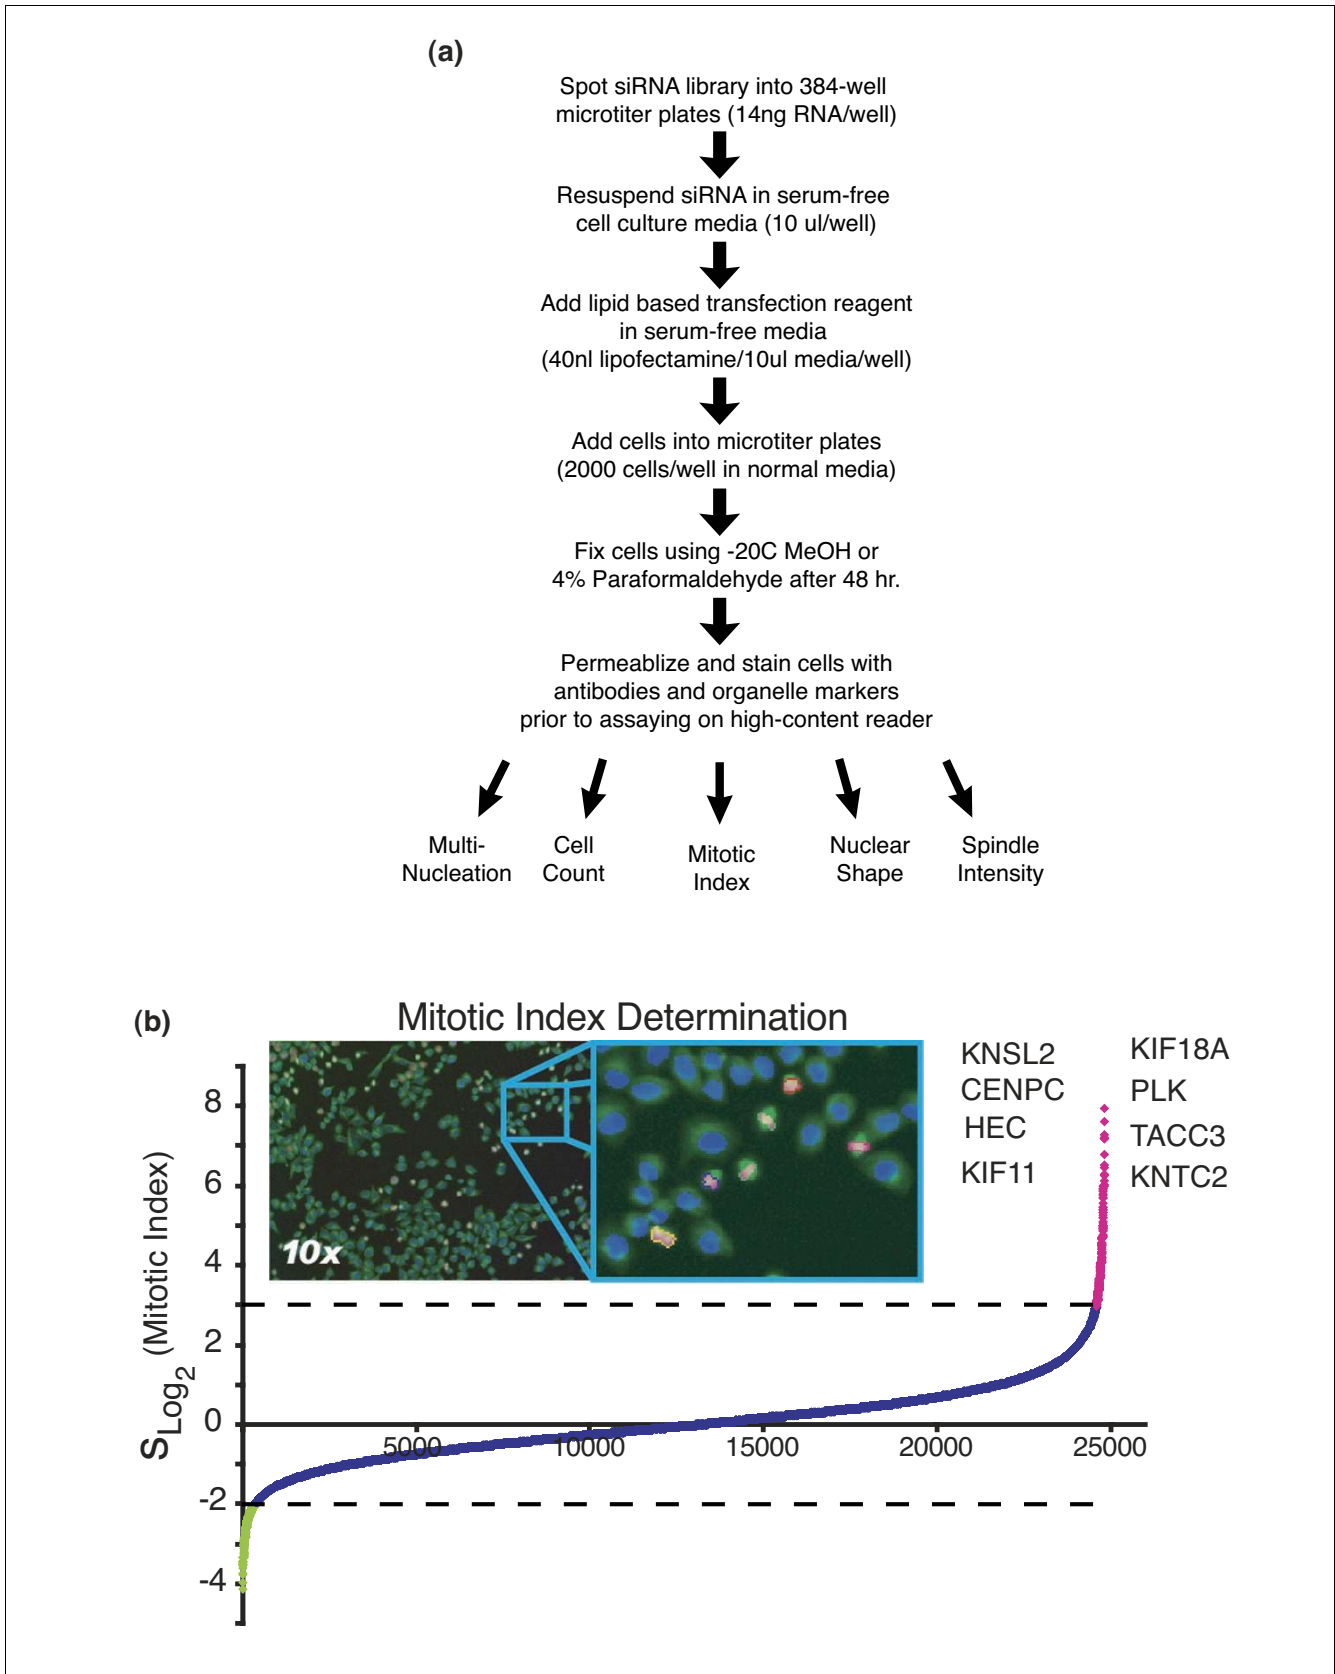 (a)
Spot siRNA library into 384-well
microtiter plates (14ng RNA/well)
Resuspend siRNA in serum-free
cell culture media (10 ul/well)
Add lipid based transfection reagent
in serum-free media
(40nl lipofectamine/10ul media/well)
Add cells into microtiter plates
(2000 cells/well in normal media)
Fix cells using -20C MeOH or
4% Paraformaldehyde after 48 hr.
Permeablize and stain cells with
antibodies and organelle markers
prior to assaying on high-content reader
Multi-
Nucleation
Cell
Count
Mitotic
Index
Nuclear
Shape
Spindle
Intensity
(b)
Mitotic Index Determination
KNSL2
CENPC
HEC
KIF11
KIF18A
PLK
TACC3
KNTC2
10x
SLog2 (Mitotic Index)
8
6
4
2
0
-2
-4
5000
10000
15000
20000
25000